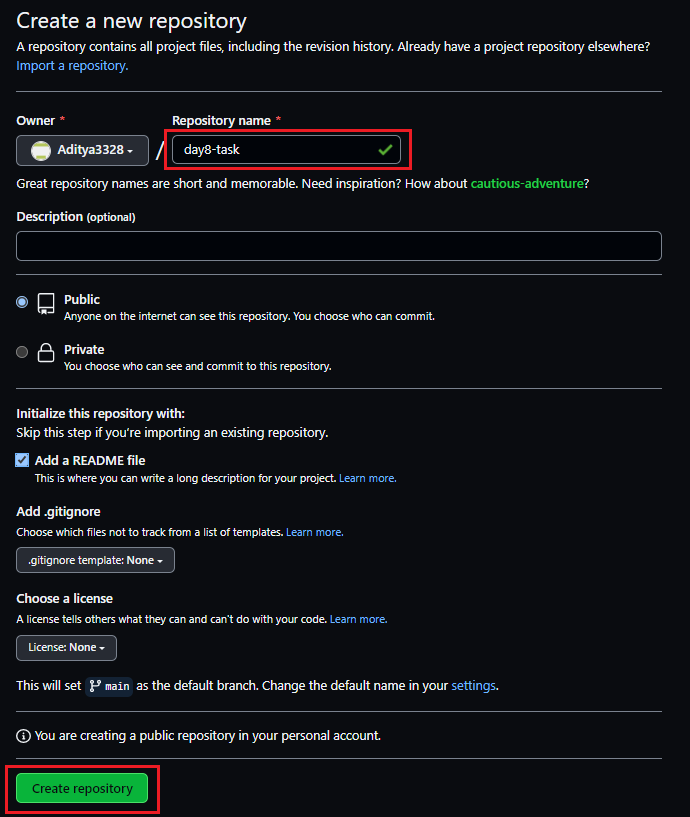 Create a new repository
A repository contains all project files, including the revision history. Already have a project repository elsewhere?
Import a repository.
Owner * Repository name *
Aditya3328 / day8-task
Great repository names are short and memorable. Need inspiration? How about cautious-adventure?
Description (optional)
Public
Anyone on the internet can see this repository. You choose who can commit.
Private
You choose who can see and commit to this repository.
Initialize this repository with:
Skip this step if you're importing an existing repository.
Add a README file
This is where you can write a long description for your project. Learn more.
Add .gitignore
Choose which files not to track from a list of templates. Learn more.
.gitignore template: None
Choose a license
A license tells others what they can and can't do with your code. Learn more.
License: None
This will set main as the default branch. Change the default name in your settings.
You are creating a public repository in your personal account.
Create repository